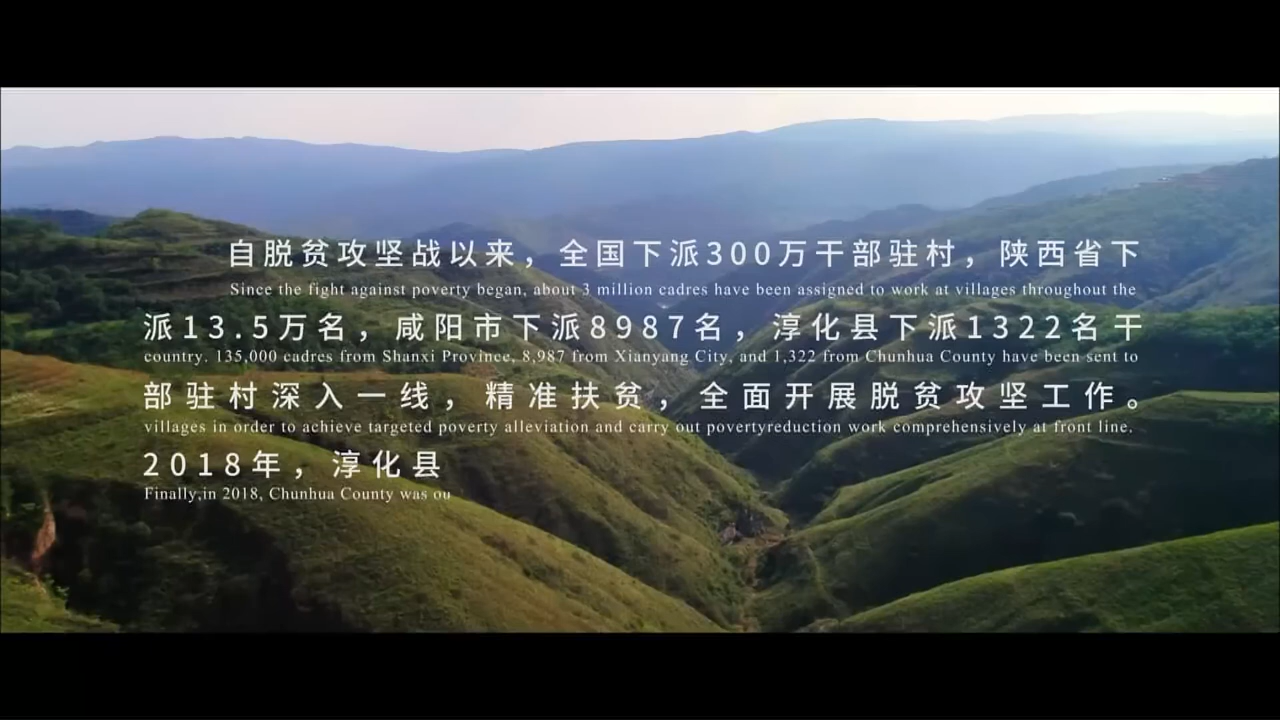 自脱贫攻坚战以来，全国下派300万干部驻村，陕西省下
Since the fight against poverty began, about 3 million cadres have been assigned to work at villages throughout the
派13.5万名，咸阳市下派8987名，淳化县下派1322名干
country. 135,000 cadres from Shanxi Province, 8,987 from Xianyang City, and 1,322 from Chunhua County have been sent to
部驻村深入一线，精准扶贫，全面开展脱贫攻坚工作。
villages in order to achieve targeted poverty alleviation and carry out povertyreduction work comprehensively at front line.
2018年，淳化县
Finally,in 2018, Chunhua County was ou